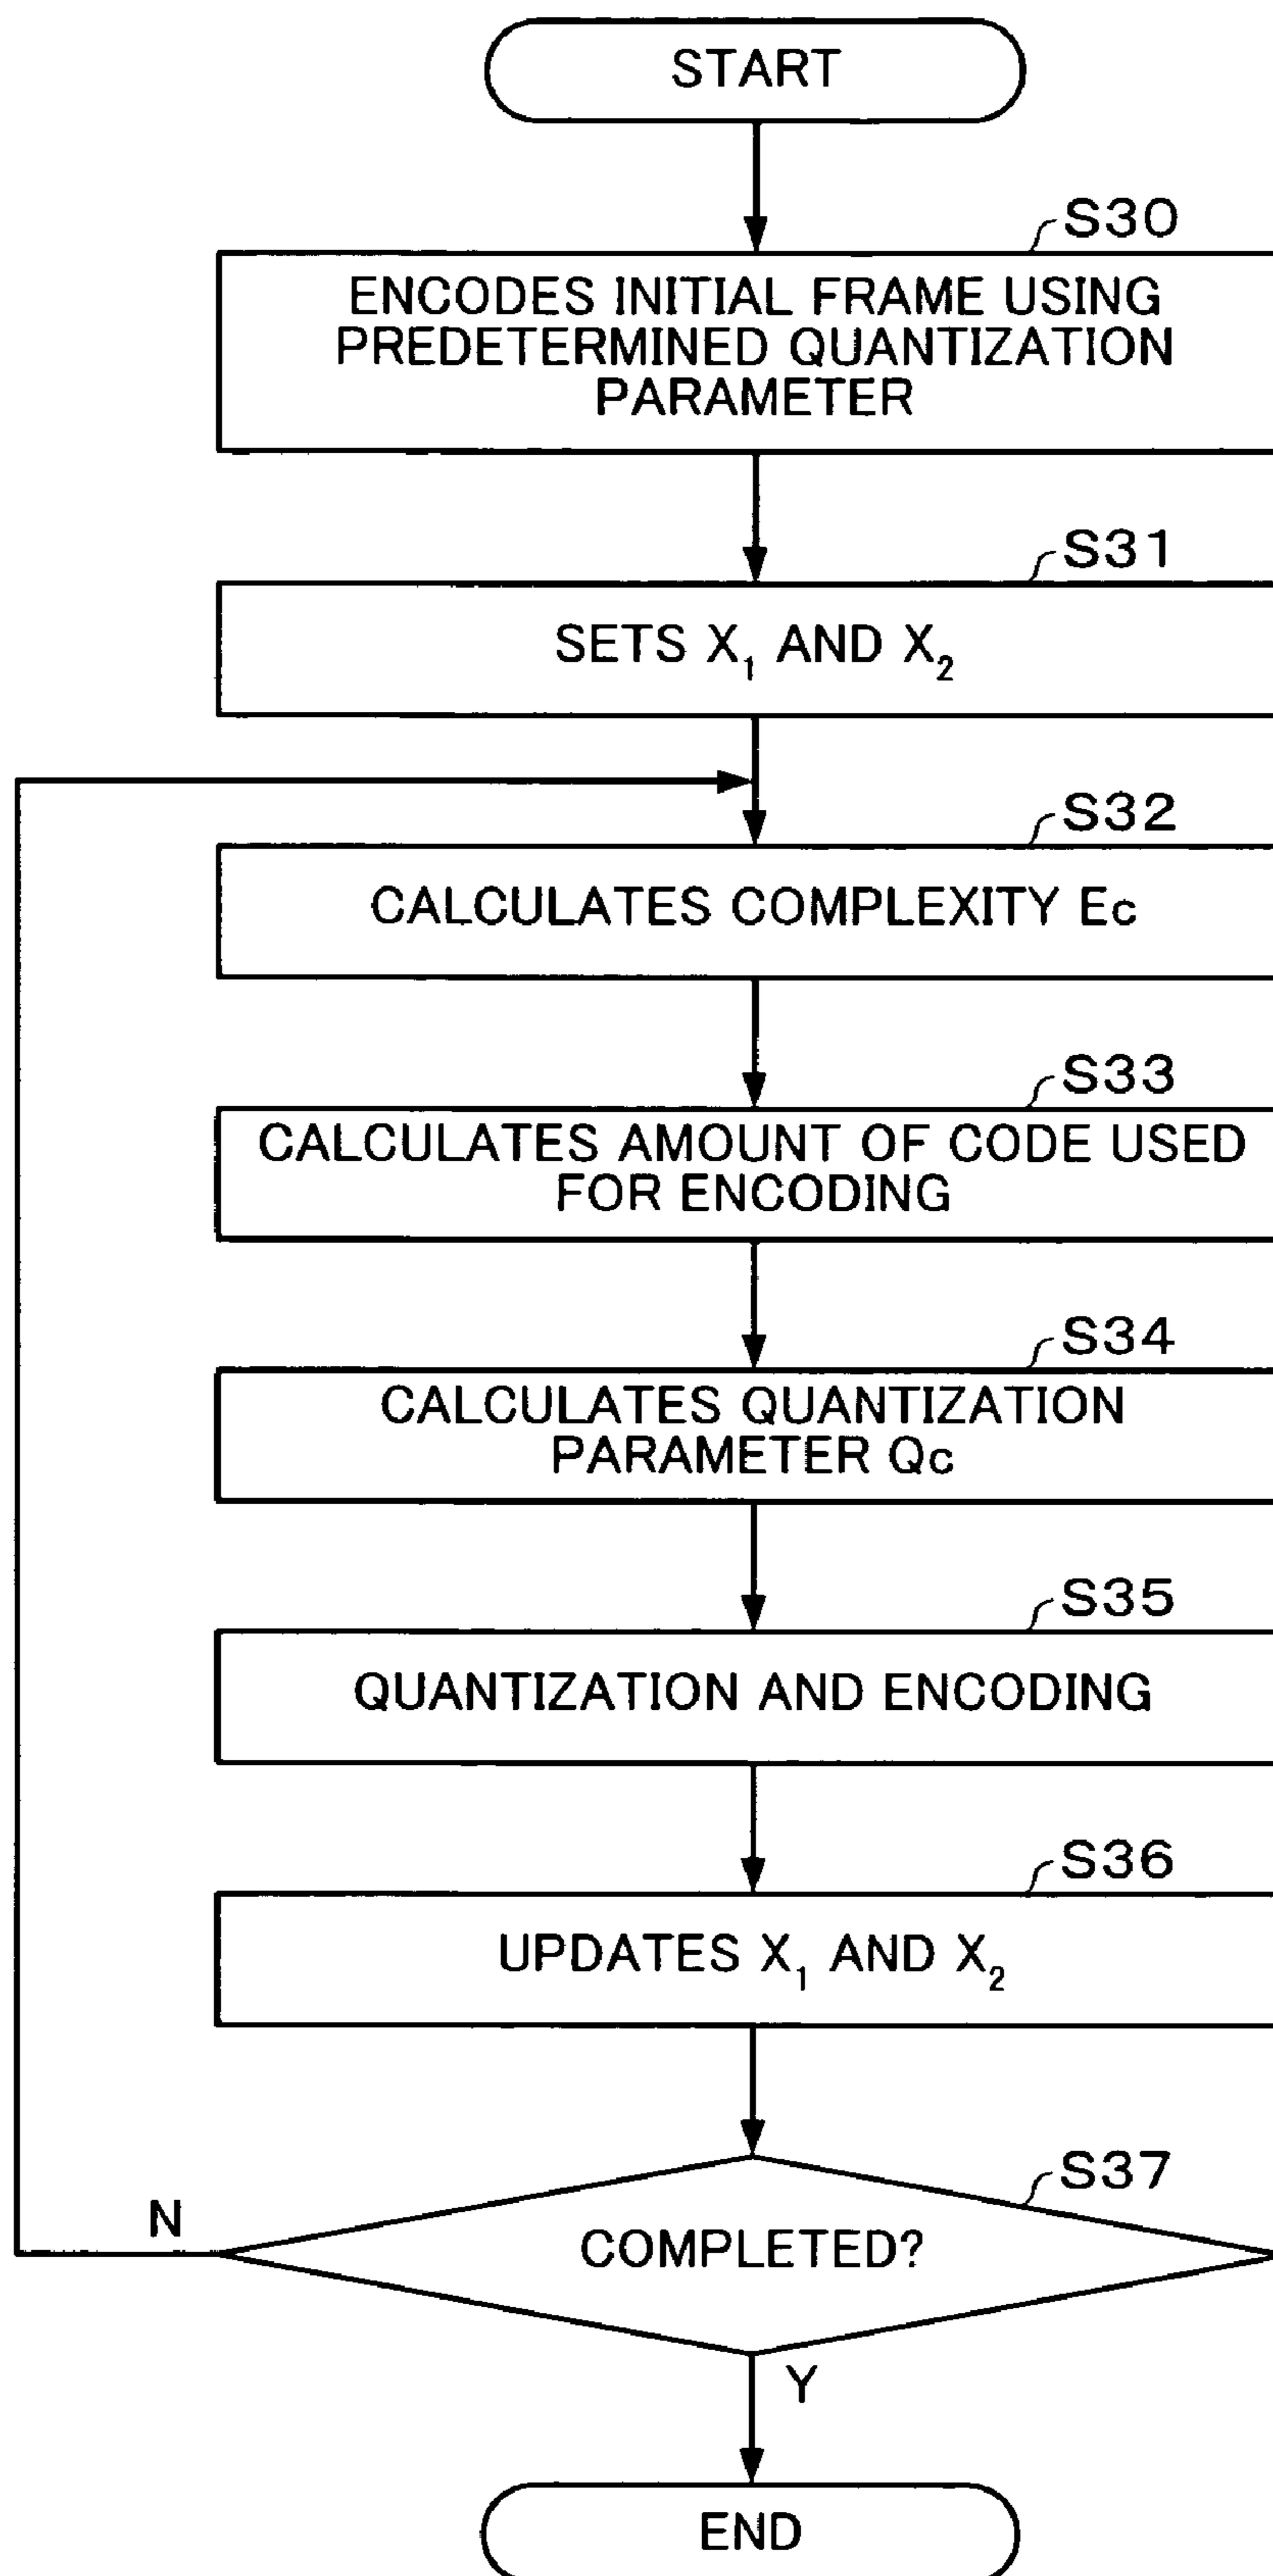 START
S30
ENCODES INITIAL FRAME USING
PREDETERMINED QUANTIZATION
PARAMETER
S31
SETS X₁ AND X₂
S32
CALCULATES COMPLEXITY Ec
S33
CALCULATES AMOUNT OF CODE USED
FOR ENCODING
S34
CALCULATES QUANTIZATION
PARAMETER Qc
S35
QUANTIZATION AND ENCODING
S36
UPDATES X₁ AND X₂
S37
N
COMPLETED?
Y
END